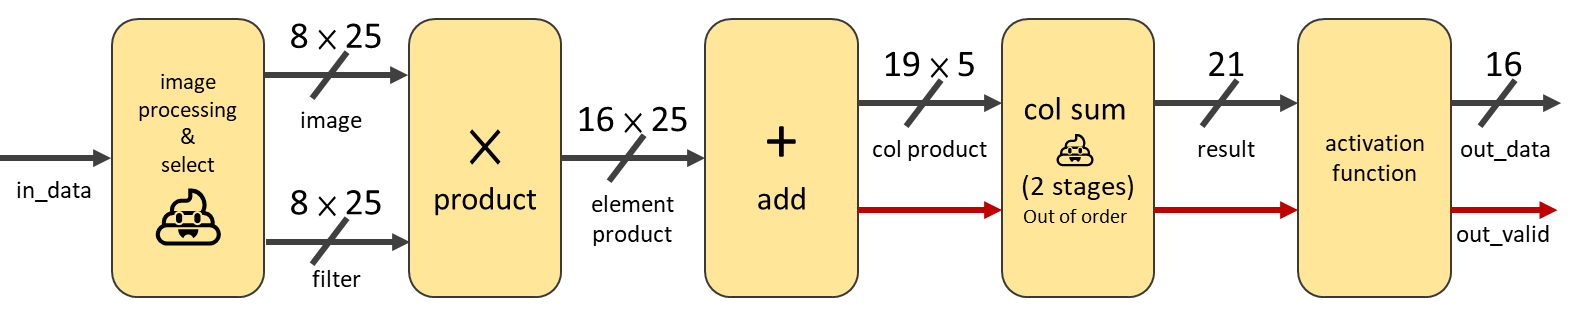 in_data
image
processing
&
select
8 × 25
image
8 × 25
filter
×
product
16 × 25
element
product
+
add
19 × 5
col product
col sum
(2 stages)
Out of order
21
result
activation
function
16
out_data
out_valid